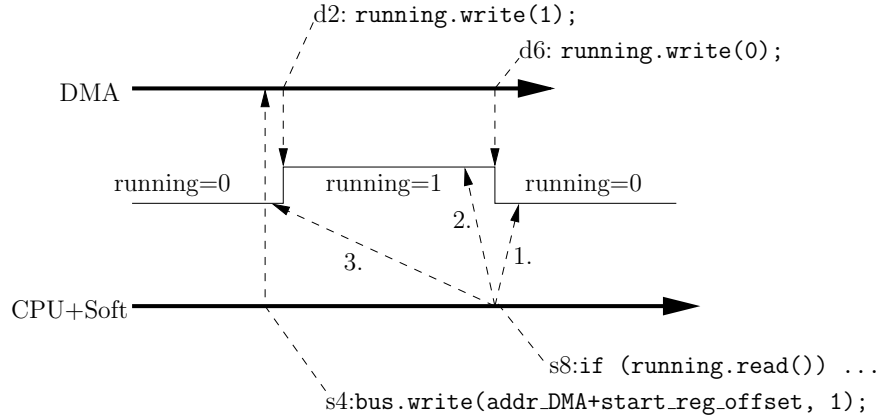 d2: running.write(1);
d6: running.write(0);
DMA
running=0
running=1
running=0
2.
1.
3.
CPU+Soft
s8:if (running.read()) ...
s4:bus.write(addr_DMA+start_reg_offset, 1);